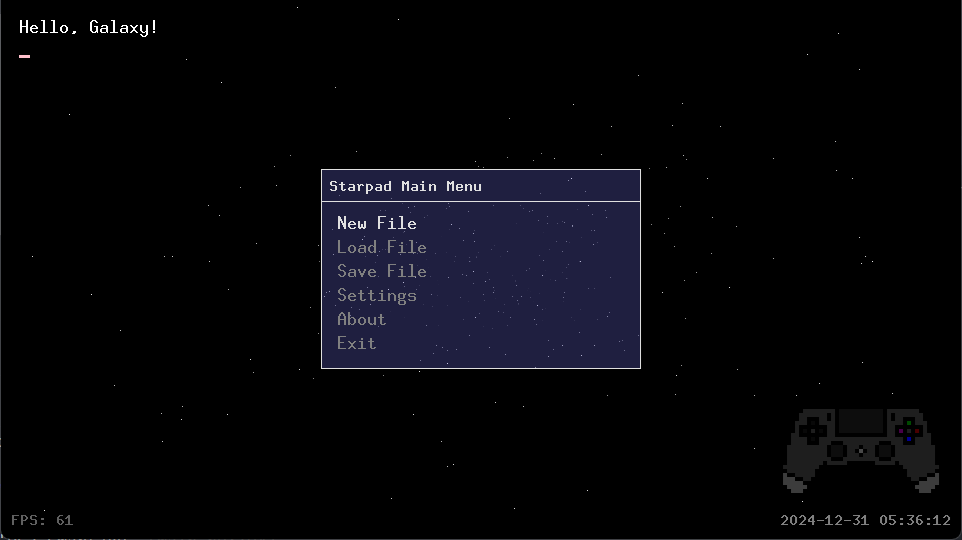 Hello, Galaxy!
Starpad Main Menu
New File
Load File
Save File
Settings
About
Exit
FPS: 61
2024-12-31 05:36:12